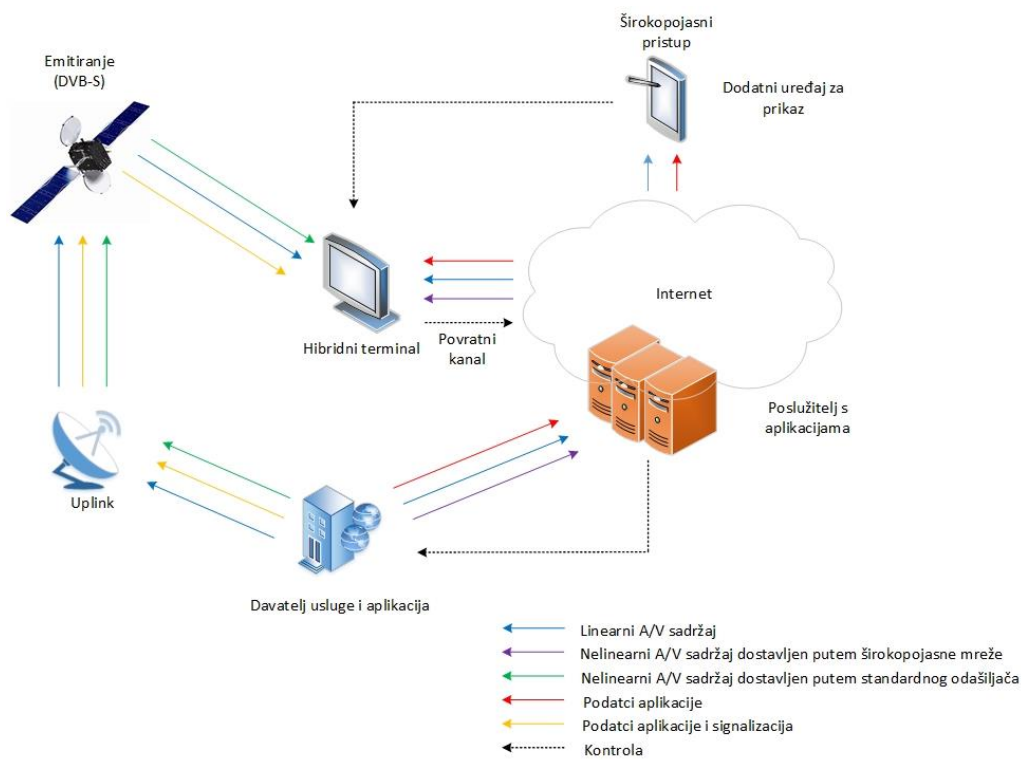 Širokopojasni
pristup
Emitiranje
(DVB-S)
Dodatni uređaj za
prikaz
Internet
Hibridni terminal
Povratni
kanal
Poslužitelj s
aplikacijama
Uplink
Davatelj usluge i aplikacija
Linearni A/V sadržaj
Nelinearni A/V sadržaj dostavljen putem širokopojasne mreže
Nelinearni A/V sadržaj dostavljen putem standardnog odašiljača
Podatci aplikacije
Podatci aplikacije i signalizacija
Kontrola